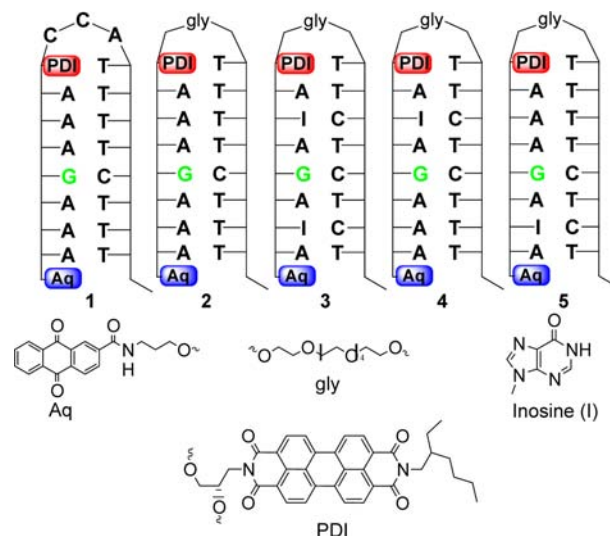 C C A gly gly gly gly
PDI T PDI T PDI T PDI T PDI T
A T A T A T A T A T
A T A T I C I C A T
A T A T A T A T A T
G C G C G C G C G C
A T A T A T A T A T
A T A T I C A T I C
A T A T A T A T A T
Aq Aq Aq Aq Aq
1 2 3 4 5
O O N H O O
Aq
O O O 4 O
gly
O N NH N N
Inosine (I)
O O N O O N O O
PDI